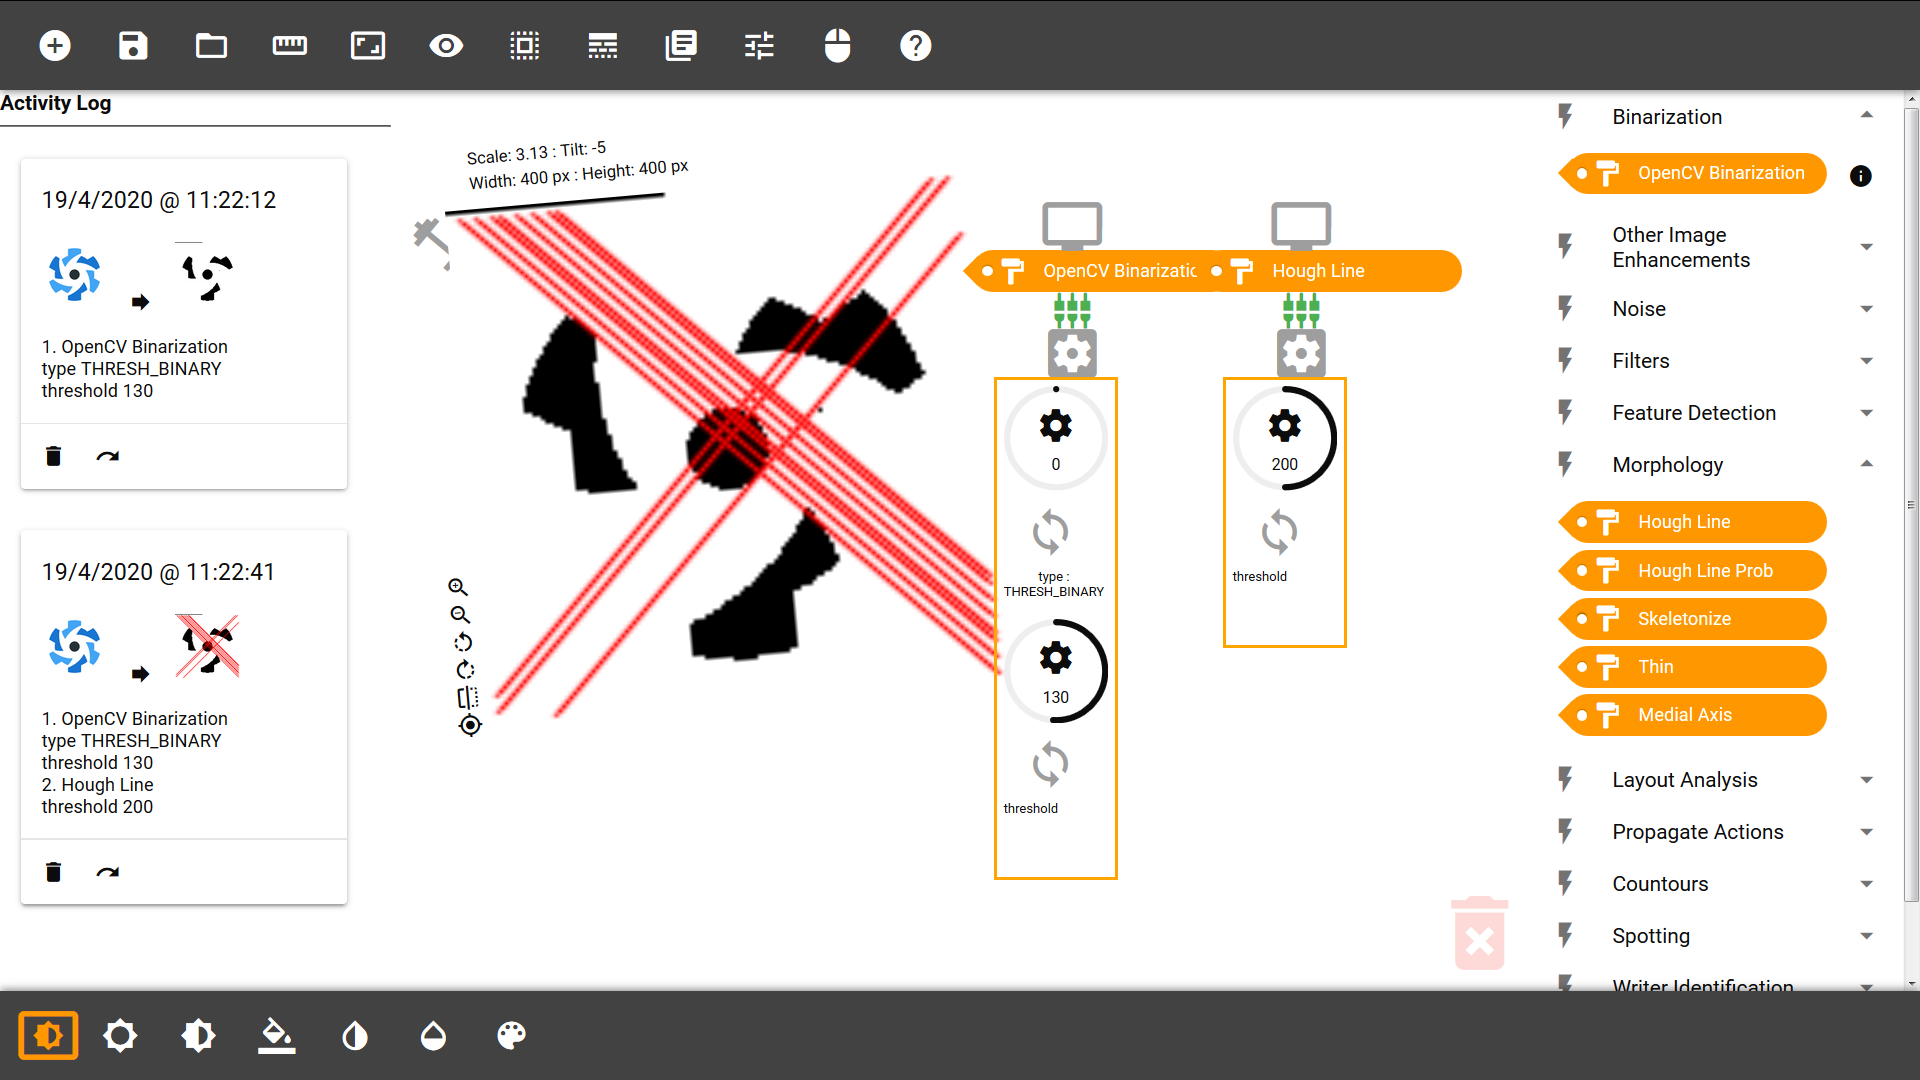 Activity Log
19/4/2020 @ 11:22:12
1. OpenCV Binarization
type THRESH_BINARY
threshold 130
19/4/2020 @ 11:22:41
1. OpenCV Binarization
type THRESH_BINARY
threshold 130
2. Hough Line
threshold 200
Scale: 3.13 : Tilt: -5
Width: 400 px : Height: 400 px
OpenCV Binarizatic
Hough Line
0
type :
THRESH_BINARY
130
threshold
200
threshold
Binarization
OpenCV Binarization
Other Image
Enhancements
Noise
Filters
Feature Detection
Morphology
Hough Line
Hough Line Prob
Skeletonize
Thin
Medial Axis
Layout Analysis
Propagate Actions
Countours
Spotting
Writer Identification